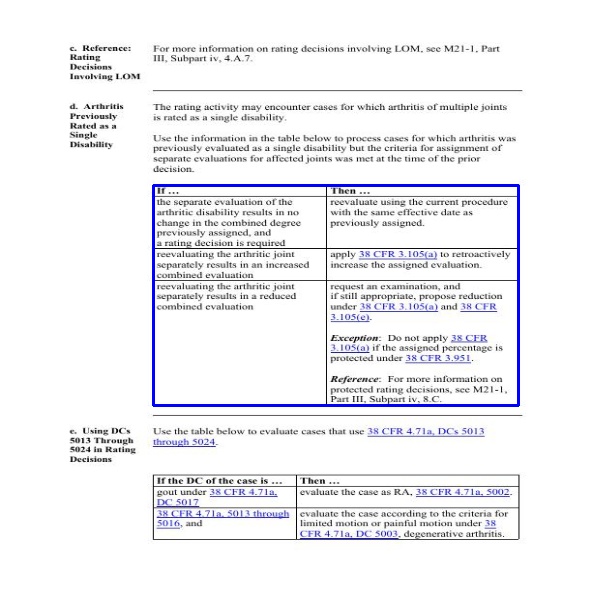 c. Reference:
Rating
Decisions
Involving LOM
For more information on rating decisions involving LOM, see M21-1, Part
III, Subpart iv, 4.A.7.
d. Arthritis
Previously
Rated as a
Single
Disability
The rating activity may encounter cases for which arthritis of multiple joints
is rated as a single disability.
Use the information in the table below to process cases for which arthritis was
previously evaluated as a single disability but the criteria for assignment of
separate evaluations for affected joints was met at the time of the prior
decision.
If …
Then …
the separate evaluation of the
arthritic disability results in no
change in the combined degree
previously assigned, and
a rating decision is required
reevaluate using the current procedure
with the same effective date as
previously assigned.
reevaluating the arthritic joint
separately results in an increased
combined evaluation
apply 38 CFR 3.105(a) to retroactively
increase the assigned evaluation.
reevaluating the arthritic joint
separately results in a reduced
combined evaluation
request an examination, and
if still appropriate, propose reduction
under 38 CFR 3.105(a) and 38 CFR
3.105(e).
Exception: Do not apply 38 CFR
3.105(a) if the assigned percentage is
protected under 38 CFR 3.951.
Reference: For more information on
protected rating decisions, see M21-1,
Part III, Subpart iv, 8.C.
e. Using DCs
5013 Through
5024 in Rating
Decisions
Use the table below to evaluate cases that use 38 CFR 4.71a, DCs 5013
through 5024.
If the DC of the case is …
Then …
gout under 38 CFR 4.71a,
DC 5017
evaluate the case as RA, 38 CFR 4.71a, 5002.
38 CFR 4.71a, 5013 through
5016, and
evaluate the case according to the criteria for
limited motion or painful motion under 38
CFR 4.71a, DC 5003, degenerative arthritis.